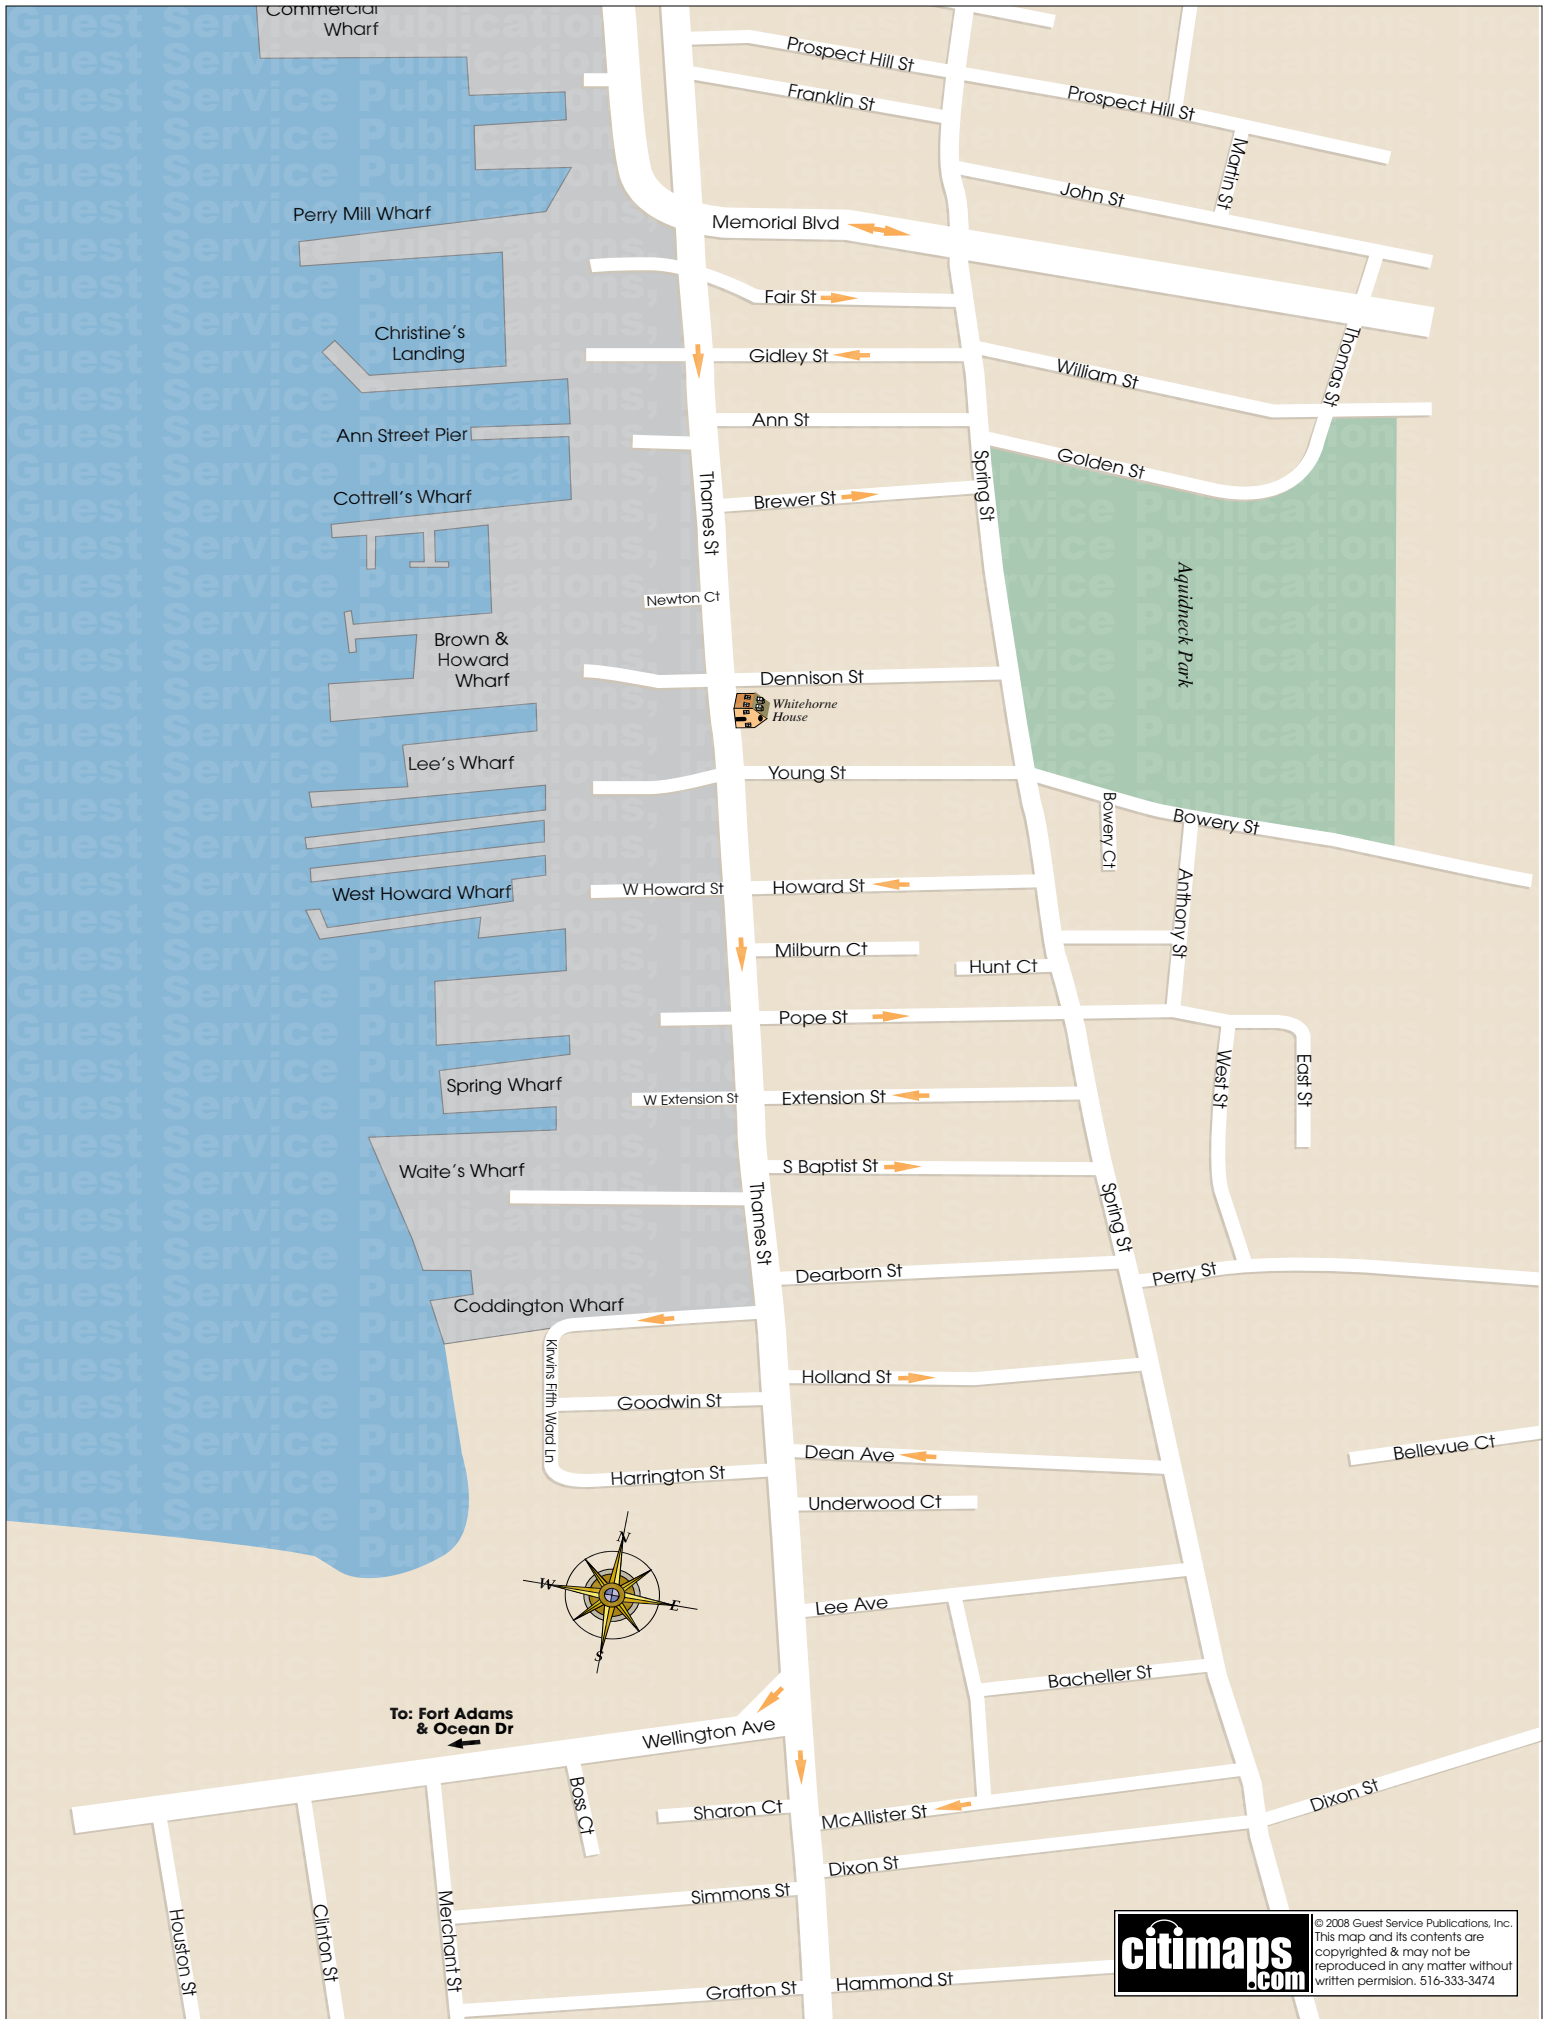 Commercial
Wharf
Prospect Hill St
Franklin St
Prospect Hill St
Martin St
John St
Perry Mill Wharf
Memorial Blvd
Fair St
Christine's
Landing
Gidley St
William St
Thomas St
Ann St
Ann Street Pier
Golden St
Spring St
Thames St
Cottrell's Wharf
Brewer St
Aquidneck Park
Newton Ct
Brown &
Howard
Wharf
Dennison St
Whitehorne
House
Lee's Wharf
Young St
Bowery Ct
Bowery St
West Howard Wharf
W Howard St
Howard St
Anthony St
Milburn Ct
Hunt Ct
Pope St
Spring Wharf
W Extension St
Extension St
West St
East St
Waite's Wharf
S Baptist St
Thames St
Spring St
Dearborn St
Perry St
Coddington Wharf
Kirwins Fifth Ward Ln
Holland St
Goodwin St
Dean Ave
Bellevue Ct
Harrington St
Underwood Ct
N
W
E
S
Lee Ave
Bacheller St
To: Fort Adams
& Ocean Dr
Wellington Ave
Boss Ct
Sharon Ct
McAllister St
Dixon St
Dixon St
Simmons St
Houston St
Clinton St
Merchant St
Grafton St
Hammond St
citimaps
.com
© 2008 Guest Service Publications, Inc.
This map and its contents are
copyrighted & may not be
reproduced in any matter without
written permision. 516-333-3474
Guest Service Publications, Inc